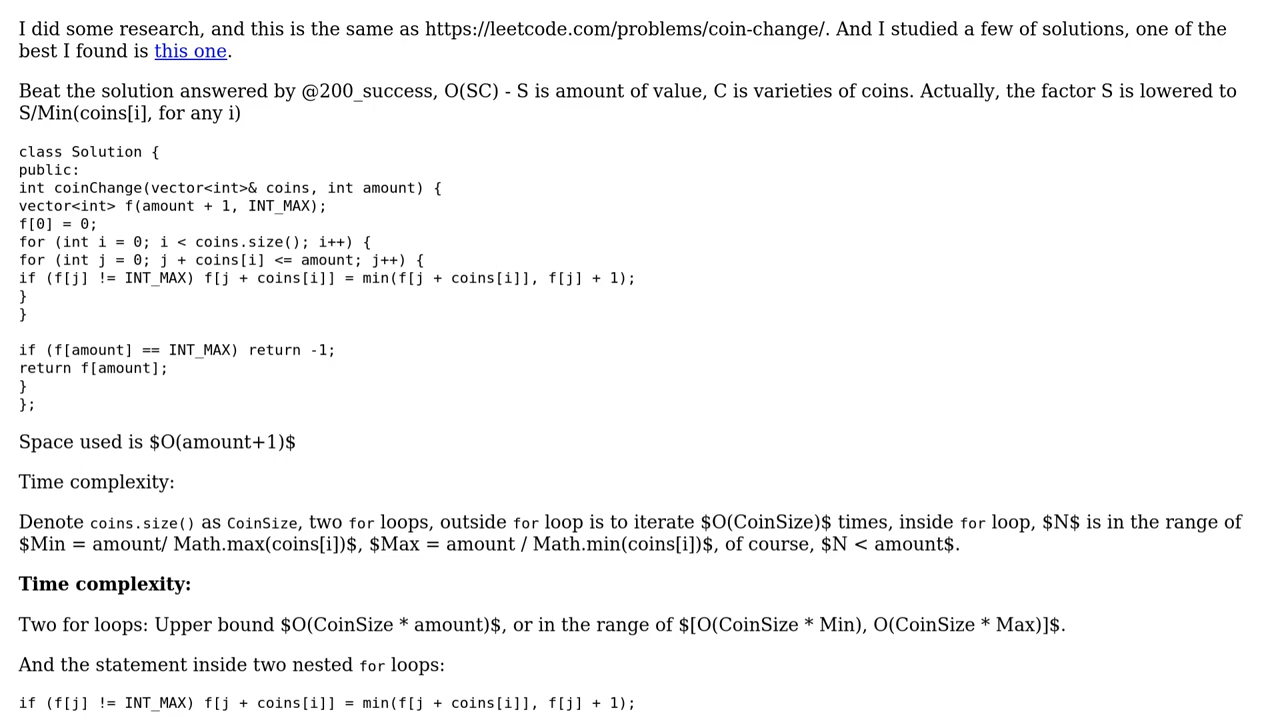 I did some research, and this is the same as https://leetcode.com/problems/coin-change/. And I studied a few of solutions, one of the
best I found is this one.
Beat the solution answered by @200_success, O(SC) - S is amount of value, C is varieties of coins. Actually, the factor S is lowered to
S/Min(coins[i], for any i)
class Solution {
public:
int coinChange(vector<int>& coins, int amount) {
vector<int> f(amount + 1, INT_MAX);
f[0] = 0;
for (int i = 0; i < coins.size(); i++) {
for (int j = 0; j + coins[i] <= amount; j++) {
if (f[j] != INT_MAX) f[j + coins[i]] = min(f[j + coins[i]], f[j] + 1);
}
}
if (f[amount] == INT_MAX) return -1;
return f[amount];
}
};
Space used is $O(amount+1)$
Time complexity:
Denote coins.size() as CoinSize, two for loops, outside for loop is to iterate $O(CoinSize)$ times, inside for loop, $N$ is in the range of
$Min = amount/ Math.max(coins[i])$, $Max = amount / Math.min(coins[i])$, of course, $N < amount$.
Time complexity:
Two for loops: Upper bound $O(CoinSize * amount)$, or in the range of $[O(CoinSize * Min), O(CoinSize * Max)]$.
And the statement inside two nested for loops:
if (f[j] != INT_MAX) f[j + coins[i]] = min(f[j + coins[i]], f[j] + 1);